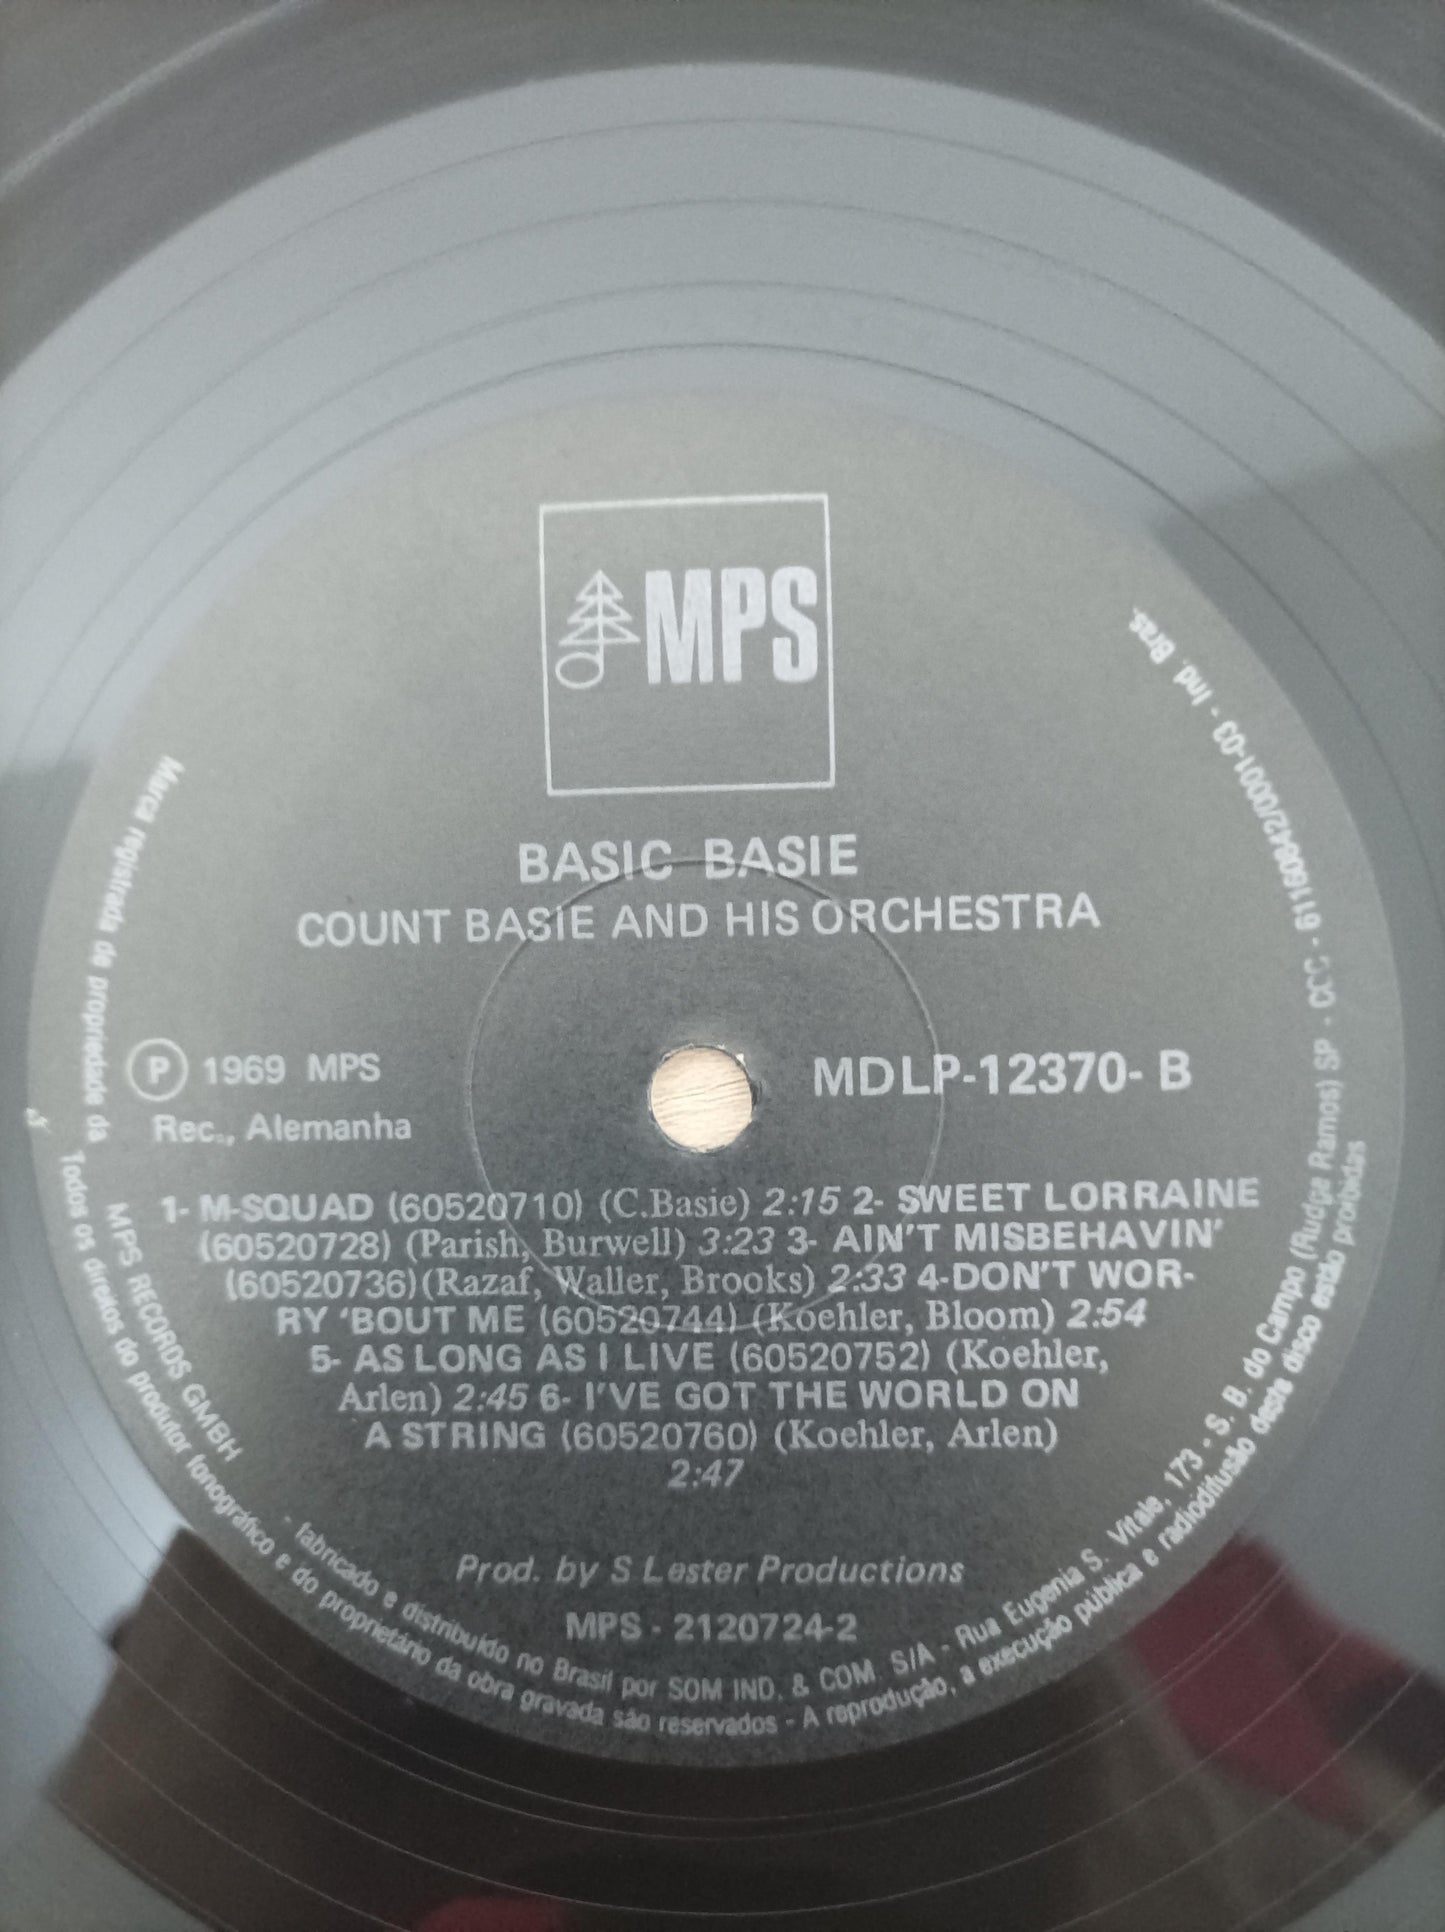 MPS
BASIC BASIE
COUNT BASIE AND HIS ORCHESTRA
P 1969 MPS
Rec., Alemanha
MDLP-12370- B
1- M-SQUAD (60520710) (C.Basie) 2:15 2- SWEET LORRAINE
(60520728) (Parish, Burwell) 3:23 3- AIN'T MISBEHAVIN'
(60520736)(Razaf, Waller, Brooks) 2:33 4-DON'T WOR-
RY 'BOUT ME (60520744) (Koehler, Bloom) 2:54
5- AS LONG AS I LIVE (60520752) (Koehler,
Arlen) 2:45 6- I'VE GOT THE WORLD ON
A STRING (60520760) (Koehler, Arlen)
2:47
Prod. by S Lester Productions
MPS - 2120724-2
Marca registrada de propriedade da MPS RECORDS GMBH - fabricado e distribuído no Brasil por SOM IND. & COM. S/A - Rua Eugenia S. Vitale, 173 - S. B. do Campo (Rudge Ramos) SP - CCC - 61160842/0001-03 - Ind. Bras.
Todos os direitos do produtor fonográfico e do proprietário da obra gravada são reservados - A reprodução, a execução pública e radiodifusão deste disco estão proibidas